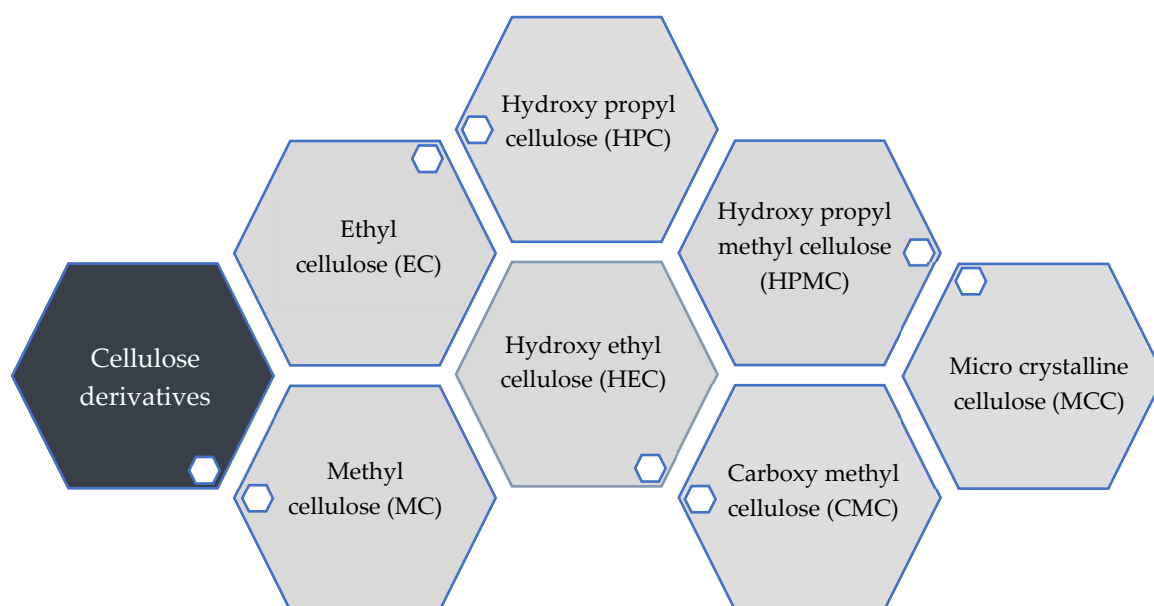 Hydroxy propyl
cellulose (HPC)
Ethyl
cellulose (EC)
Hydroxy propyl
methyl cellulose
(HPMC)
Cellulose
derivatives
Hydroxy ethyl
cellulose (HEC)
Micro crystalline
cellulose (MCC)
Methyl
cellulose (MC)
Carboxy methyl
cellulose (CMC)